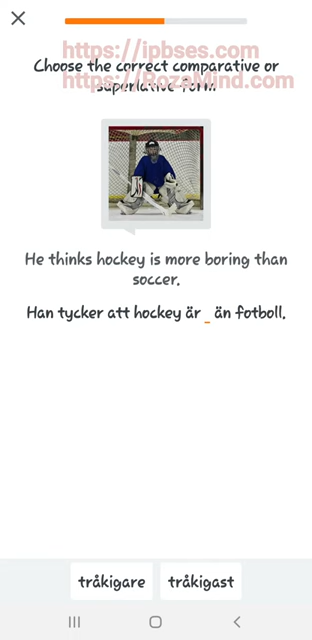 https://ipbses.com
Choose the correct comparative or
https://RozaMind.com
superlative form.
He thinks hockey is more boring than
soccer.
Han tycker att hockey är _ än fotboll.
tråkigare
tråkigast